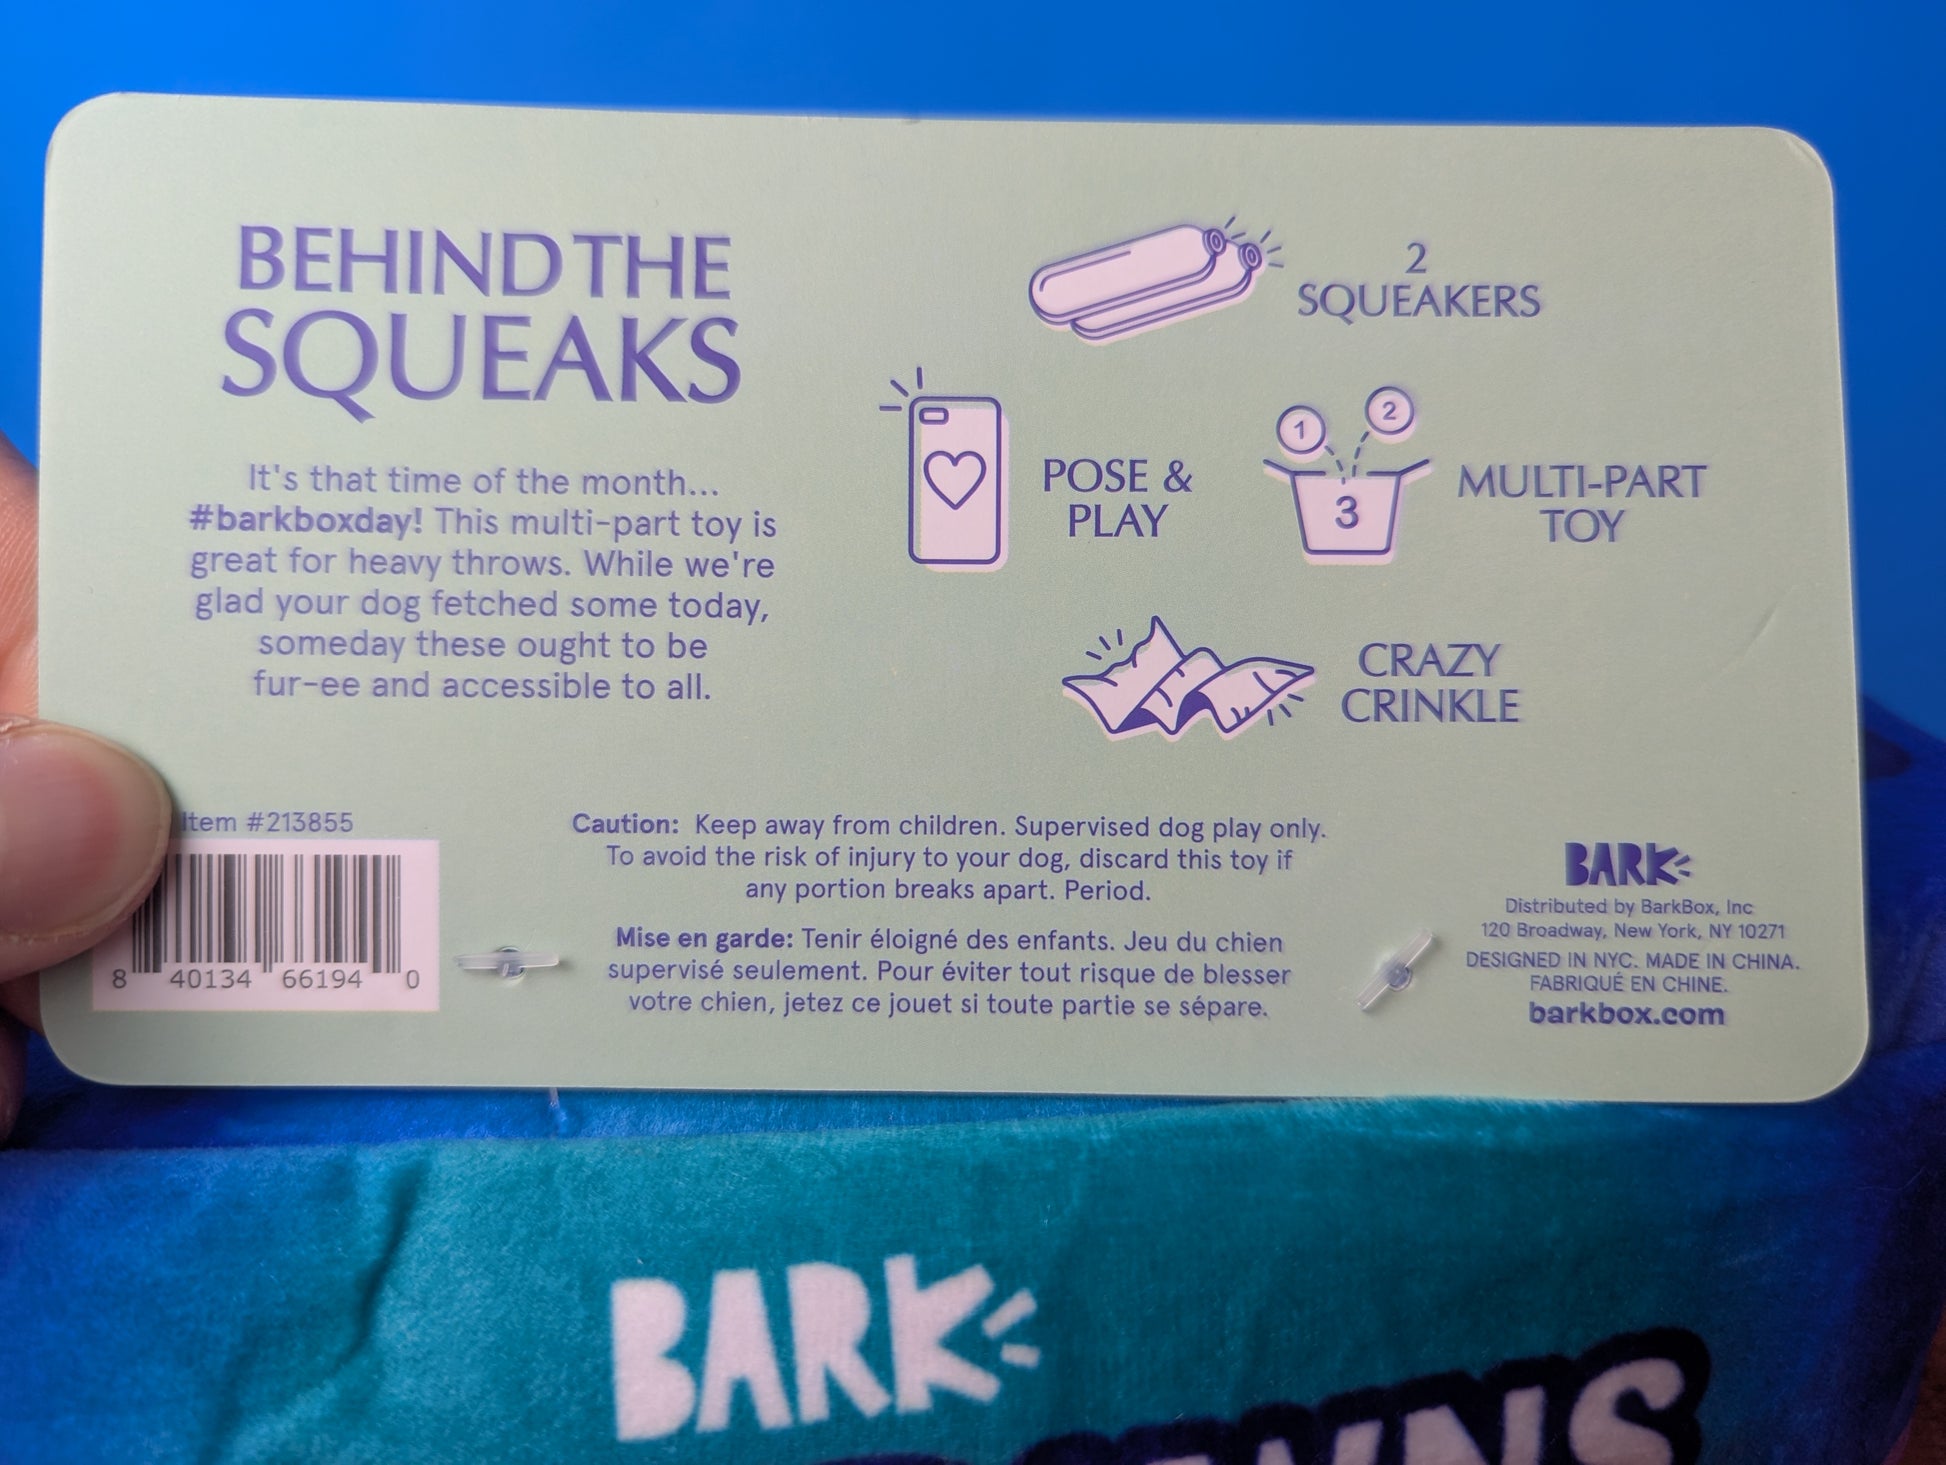 BEHIND THE
SQUEAKS
It's that time of the month...
#barkboxday! This multi-part toy is
great for heavy throws. While we're
glad your dog fetched some today,
someday these ought to be
fur-ee and accessible to all.
2
SQUEAKERS
POSE &
PLAY
1
2
3
MULTI-PART
TOY
CRAZY
CRINKLE
Item #213855
8 40134 66194 0
Caution: Keep away from children. Supervised dog play only.
To avoid the risk of injury to your dog, discard this toy if
any portion breaks apart. Period.
Mise en garde: Tenir éloigné des enfants. Jeu du chien
supervisé seulement. Pour éviter tout risque de blesser
votre chien, jetez ce jouet si toute partie se sépare.
BARK
Distributed by BarkBox, Inc
120 Broadway, New York, NY 10271
DESIGNED IN NYC. MADE IN CHINA.
FABRIQUÉ EN CHINE.
barkbox.com
BARK